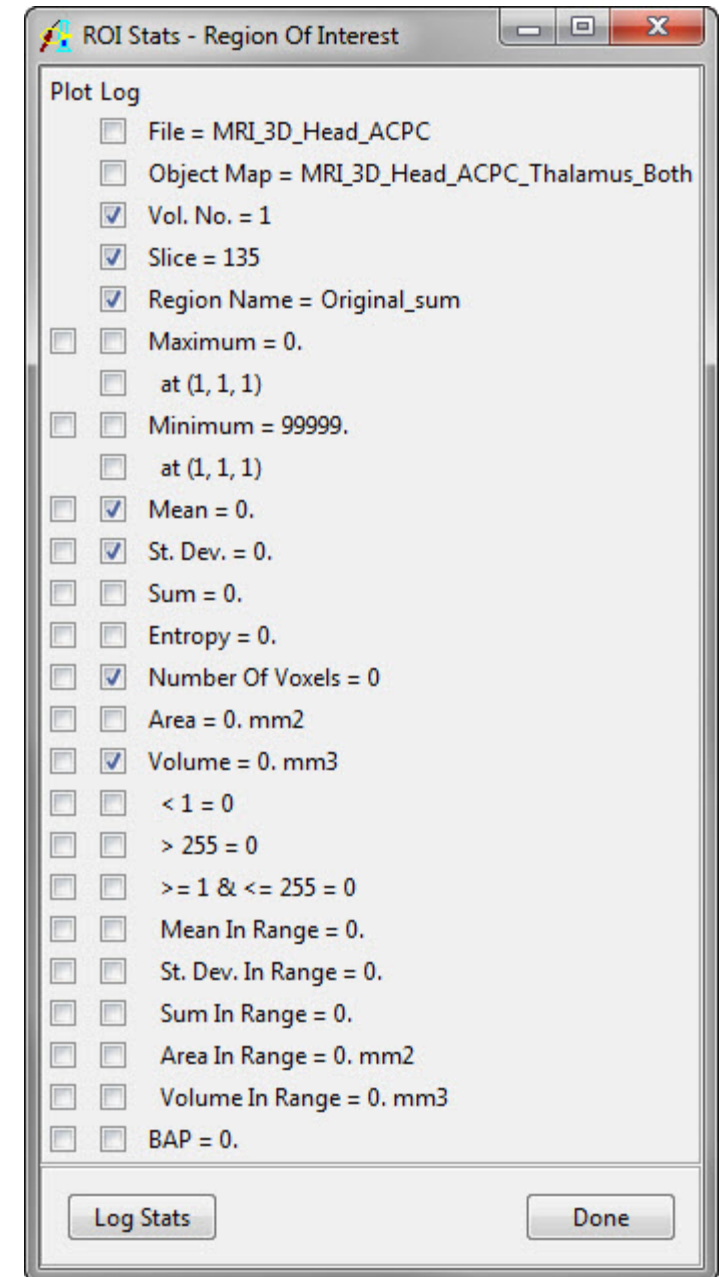 ROI Stats - Region Of Interest
Plot Log
File = MRI_3D_Head_ACPC
Object Map = MRI_3D_Head_ACPC_Thalamus_Both
Vol. No. = 1
Slice = 135
Region Name = Original_sum
Maximum = 0.
at (1, 1, 1)
Minimum = 99999.
at (1, 1, 1)
Mean = 0.
St. Dev. = 0.
Sum = 0.
Entropy = 0.
Number Of Voxels = 0
Area = 0. mm2
Volume = 0. mm3
< 1 = 0
> 255 = 0
>= 1 & <= 255 = 0
Mean In Range = 0.
St. Dev. In Range = 0.
Sum In Range = 0.
Area In Range = 0. mm2
Volume In Range = 0. mm3
BAP = 0.
Log Stats Done